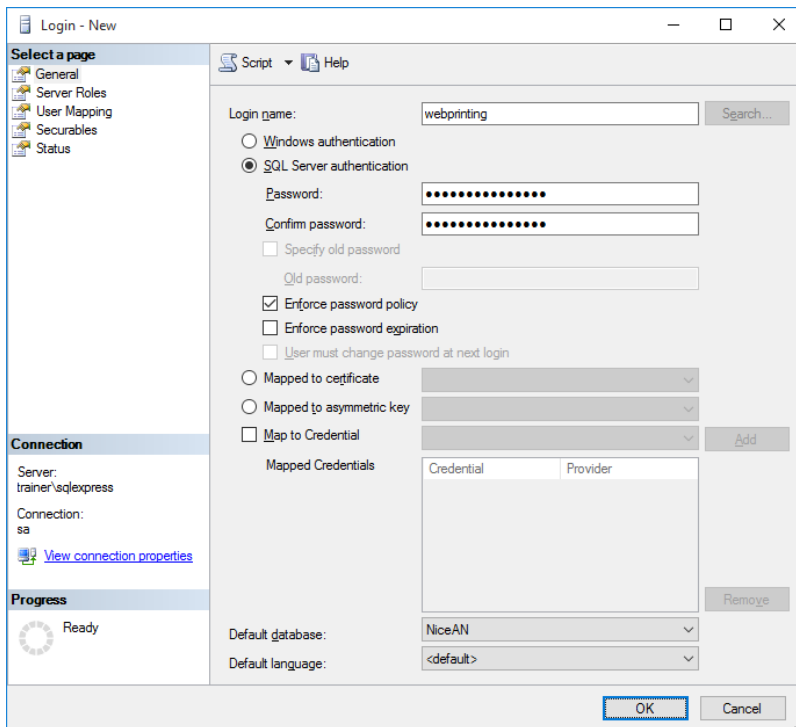 Login - New
Select a page
General
Server Roles
User Mapping
Securables
Status
Script Help
Login name: webprinting Search...
Windows authentication
SQL Server authentication
Password: ●●●●●●●●●●●●●●●
Confirm password: ●●●●●●●●●●●●●●●
Specify old password
Old password:
Enforce password policy
Enforce password expiration
User must change password at next login
Mapped to certificate
Mapped to asymmetric key
Map to Credential Add
Mapped Credentials Credential Provider
Remove
Default database: NiceAN
Default language: <default>
Connection
Server:
trainer\sqlexpress
Connection:
sa
View connection properties
Progress
Ready
OK Cancel